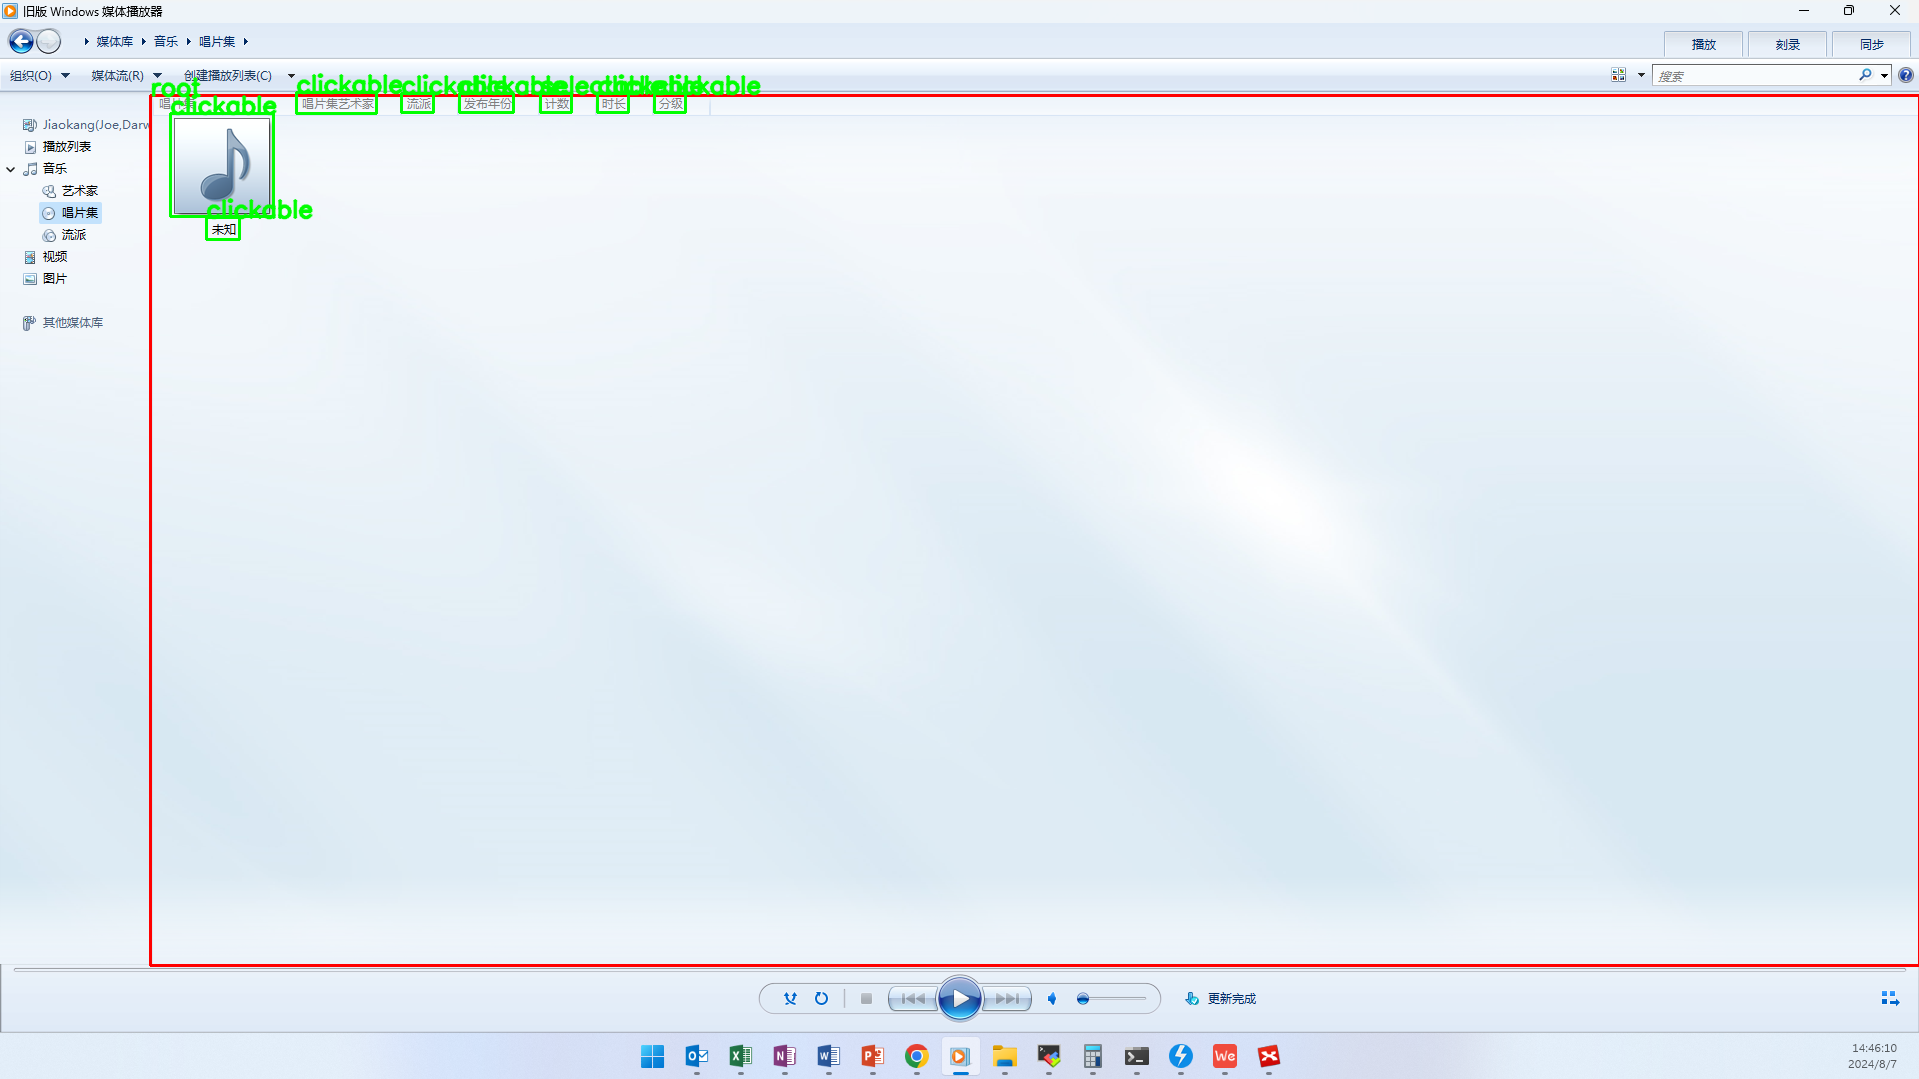 旧版 Windows 媒体播放器
媒体库 音乐 唱片集
播放 刻录 同步
组织(O) 媒体流(R) 创建播放列表(C)
搜索
root clickable clickable clickable selectable clickable clickable
唱片集艺术家 流派 发布年份 计数 时长 分级
clickable
Jiaokang(Joe,Darw
播放列表
音乐
艺术家
唱片集
流派
视频
图片
其他媒体库
clickable
未知
更新完成
14:46:10
2024/8/7